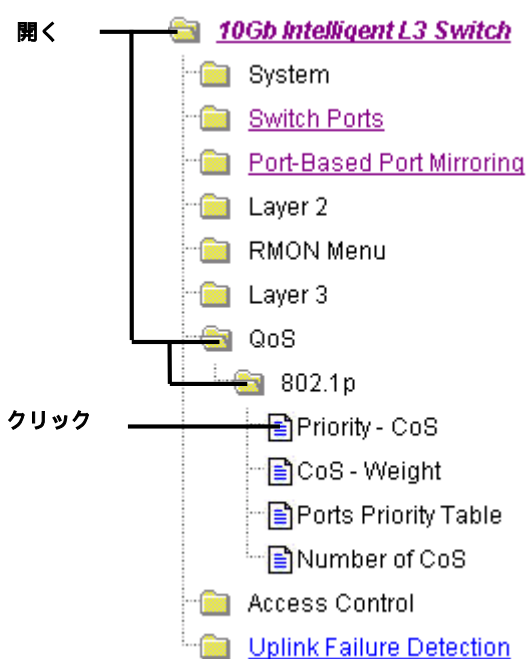 開く
10Gb Intelligent L3 Switch
System
Switch Ports
Port-Based Port Mirroring
Layer 2
RMON Menu
Layer 3
QoS
802.1p
クリック
Priority - CoS
CoS - Weight
Ports Priority Table
Number of CoS
Access Control
Uplink Failure Detection